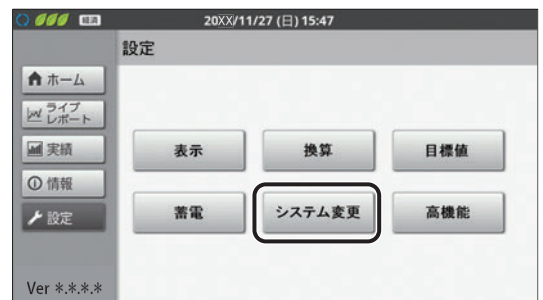 経済 20XX/11/27 (日) 15:47
設定
ホーム
ライブ
レポート
実績
情報
設定
表示 換算 目標値
蓄電 システム変更 高機能
Ver *.*.*.*